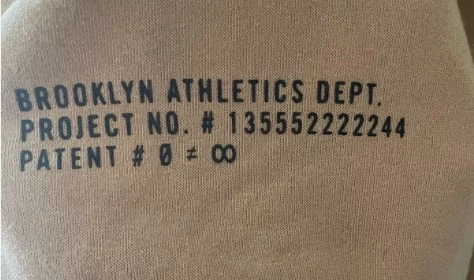 BROOKLYN ATHLETICS DEPT.
PROJECT NO. # 135552222244
PATENT # 0 ≠ ∞